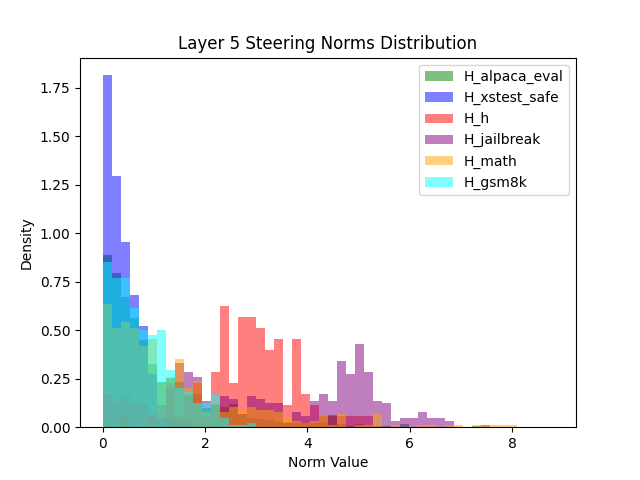 Layer 5 Steering Norms Distribution
H_alpaca_eval
H_xstest_safe
H_h
H_jailbreak
H_math
H_gsm8k
Density
1.75
1.50
1.25
1.00
0.75
0.50
0.25
0.00
0
2
4
6
8
Norm Value